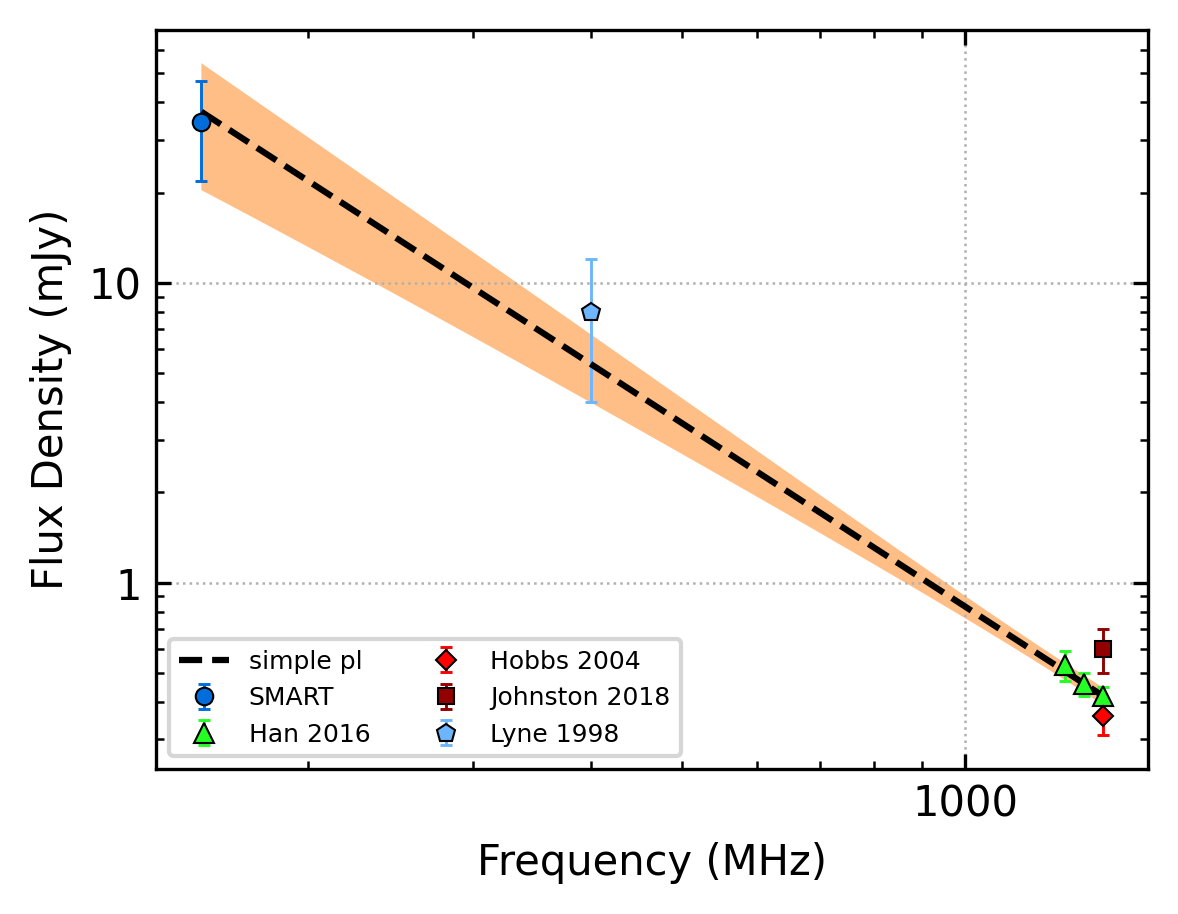 Flux Density (mJy)
10
1
simple pl
SMART
Han 2016
Hobbs 2004
Johnston 2018
Lyne 1998
1000
Frequency (MHz)